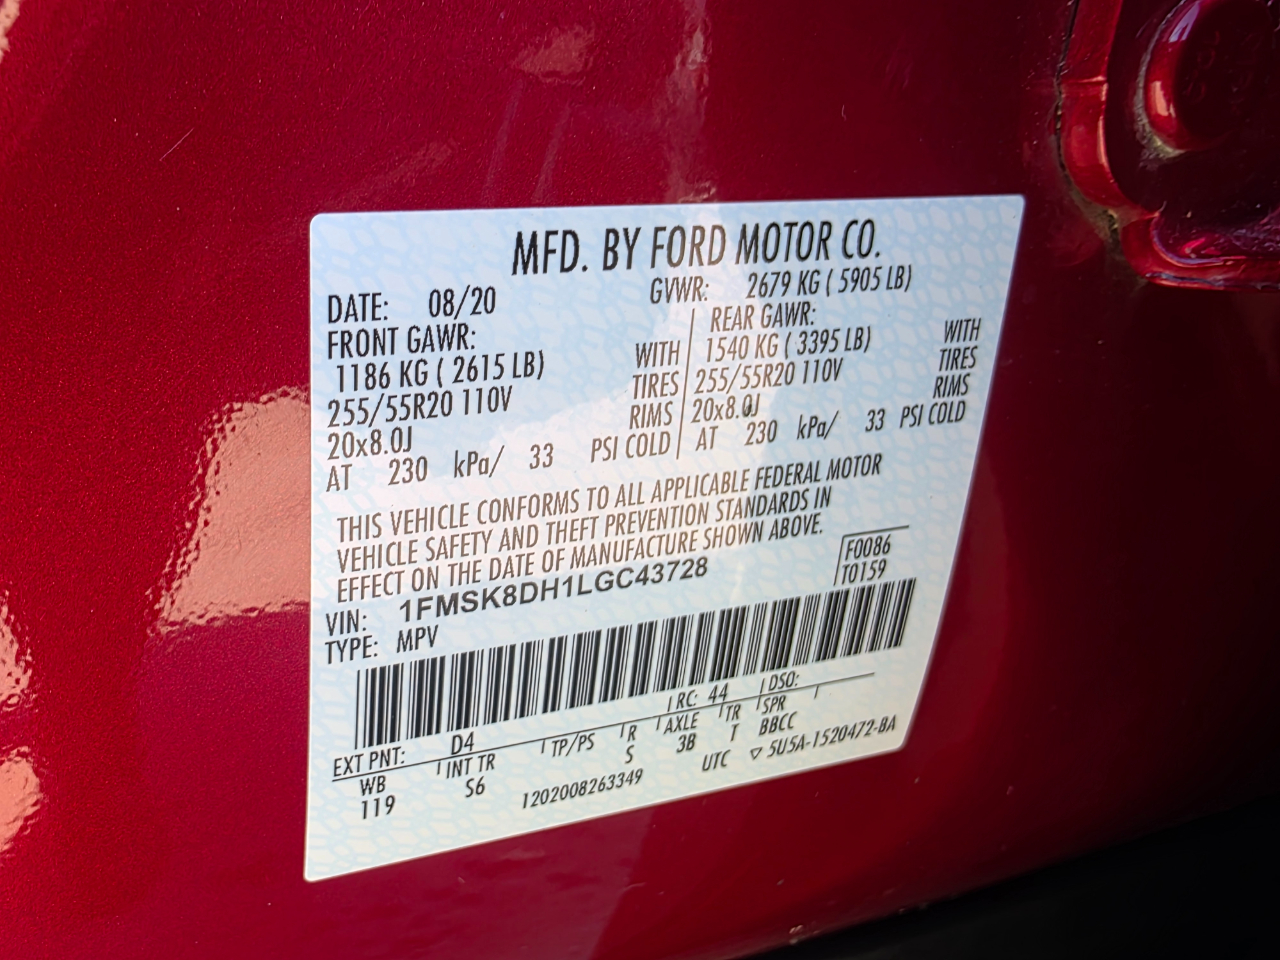 MFD. BY FORD MOTOR CO.
DATE: 08/20
GVWR: 2679 KG ( 5905 LB)
FRONT GAWR:
1186 KG ( 2615 LB) WITH
255/55R20 110V TIRES
20x8.0J RIMS
AT 230 kPa/ 33 PSI COLD
REAR GAWR:
1540 KG ( 3395 LB) WITH
255/55R20 110V TIRES
20x8.0J RIMS
AT 230 kPa/ 33 PSI COLD
THIS VEHICLE CONFORMS TO ALL APPLICABLE FEDERAL MOTOR
VEHICLE SAFETY AND THEFT PREVENTION STANDARDS IN
EFFECT ON THE DATE OF MANUFACTURE SHOWN ABOVE.
VIN: 1FMSK8DH1LGC43728
F0086
T0159
TYPE: MPV
EXT PNT: D4 RC: 44 DSO:
WB INT TR TP/PS R AXLE TR SPR
119 S6 S 3B T BBCC
1202008263349 UTC ▽ 5U5A-1520472-BA